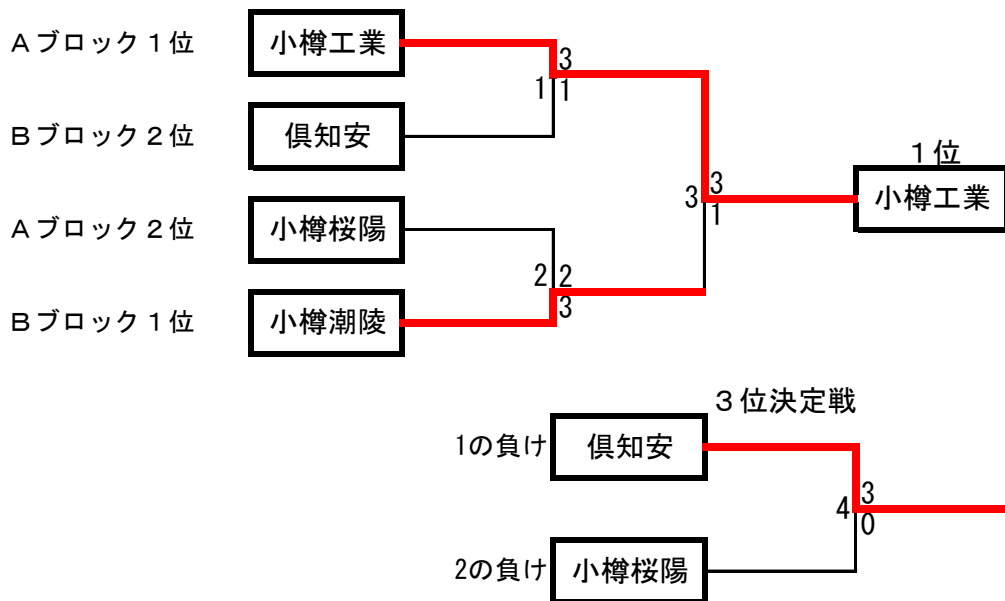 Ａブロック１位 小樽工業
3
1 1
Ｂブロック２位 倶知安
１位
3
3 小樽工業
1
Ａブロック２位 小樽桜陽
2 2
3
Ｂブロック１位 小樽潮陵
３位決定戦
1の負け 倶知安
3
4
0
2の負け 小樽桜陽